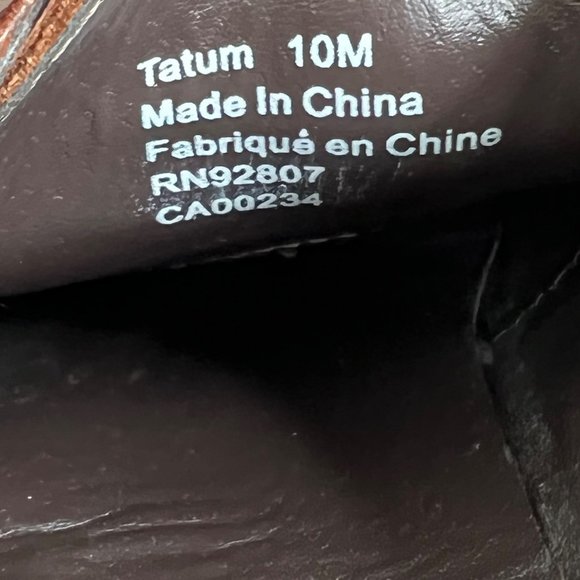 Tatum 10M
Made In China
Fabriqué en Chine
RN92807
CA00234